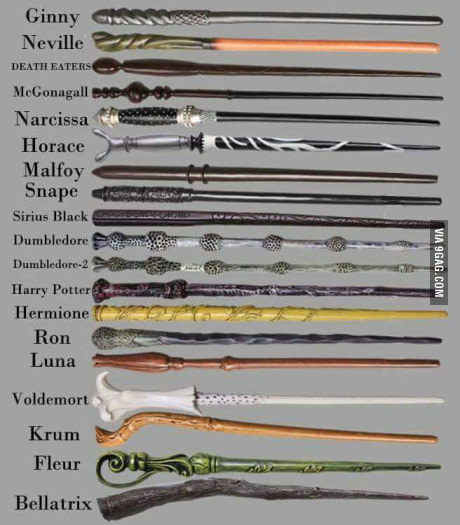 Ginny
Neville
DEATH EATERS
McGonagall
Narcissa
Horace
Malfoy
Snape
Sirius Black
Dumbledore
Dumbledore-2
Harry Potter
Hermione
Ron
Luna
Voldemort
Krum
Fleur
Bellatrix
VIA 9GAG.COM